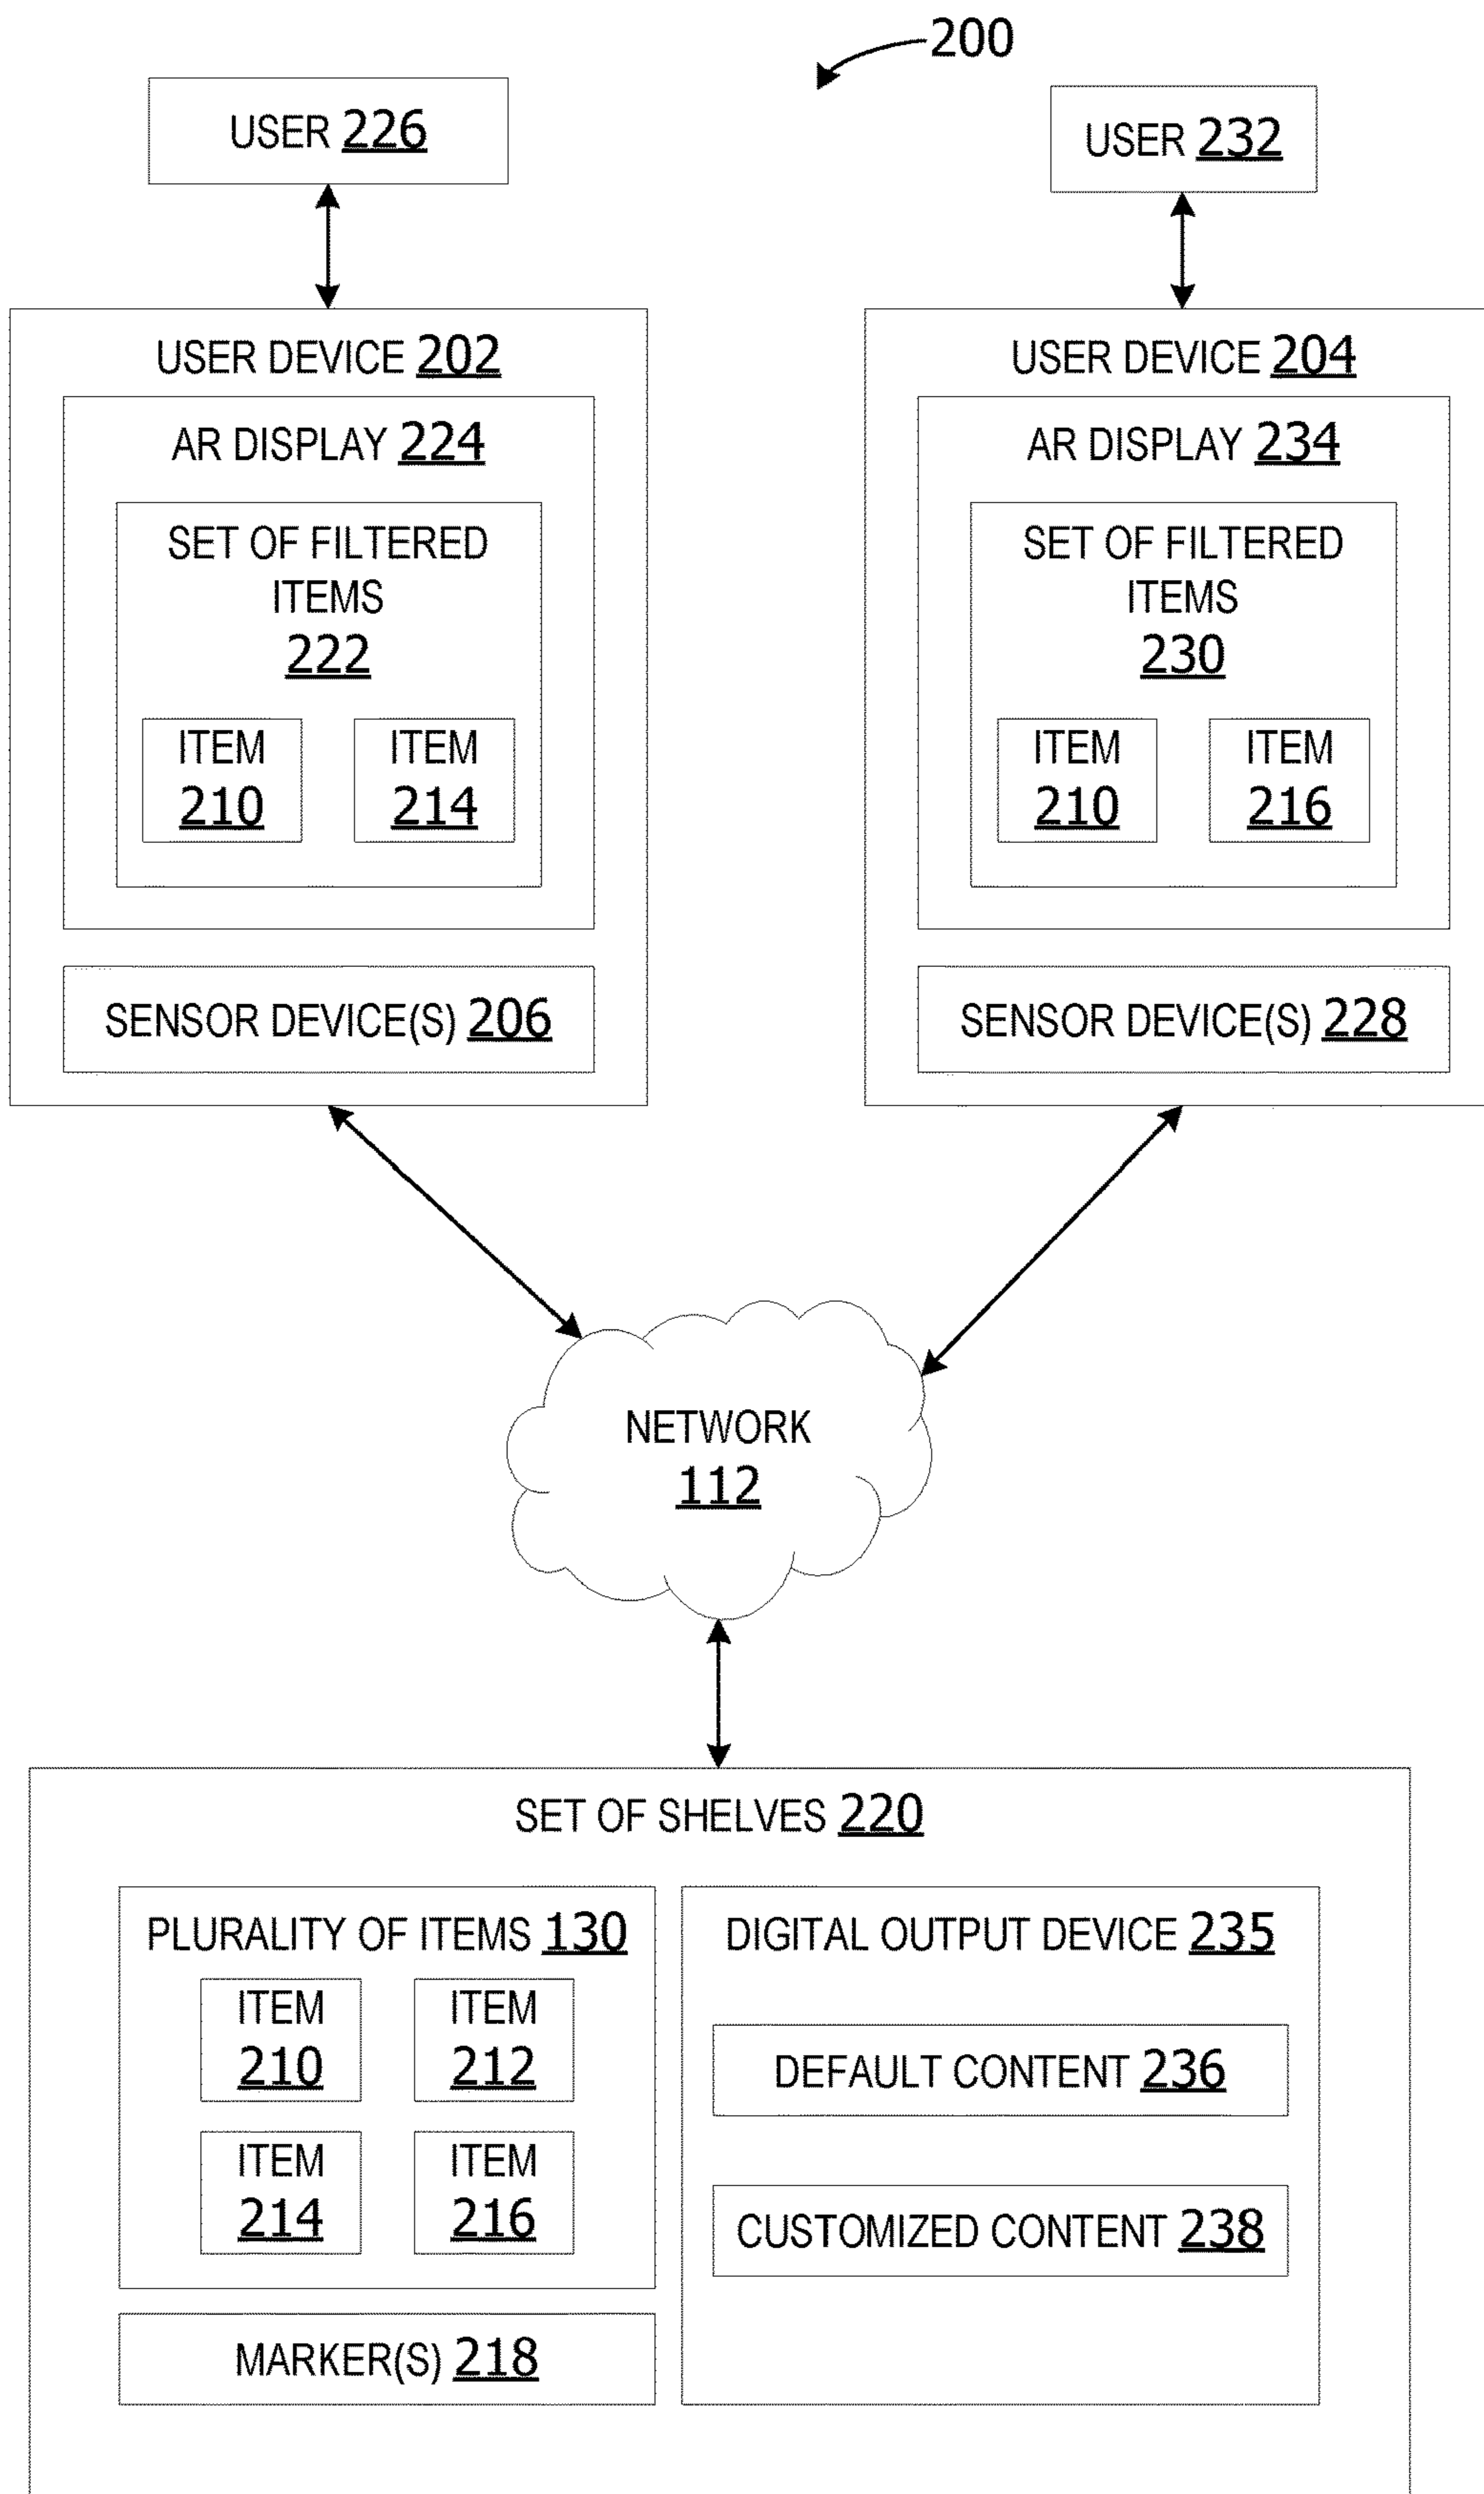 200
USER 226
USER 232
USER DEVICE 202
AR DISPLAY 224
SET OF FILTERED
ITEMS
222
ITEM
210
ITEM
214
SENSOR DEVICE(S) 206
USER DEVICE 204
AR DISPLAY 234
SET OF FILTERED
ITEMS
230
ITEM
210
ITEM
216
SENSOR DEVICE(S) 228
NETWORK
112
SET OF SHELVES 220
PLURALITY OF ITEMS 130
ITEM
210
ITEM
212
ITEM
214
ITEM
216
MARKER(S) 218
DIGITAL OUTPUT DEVICE 235
DEFAULT CONTENT 236
CUSTOMIZED CONTENT 238